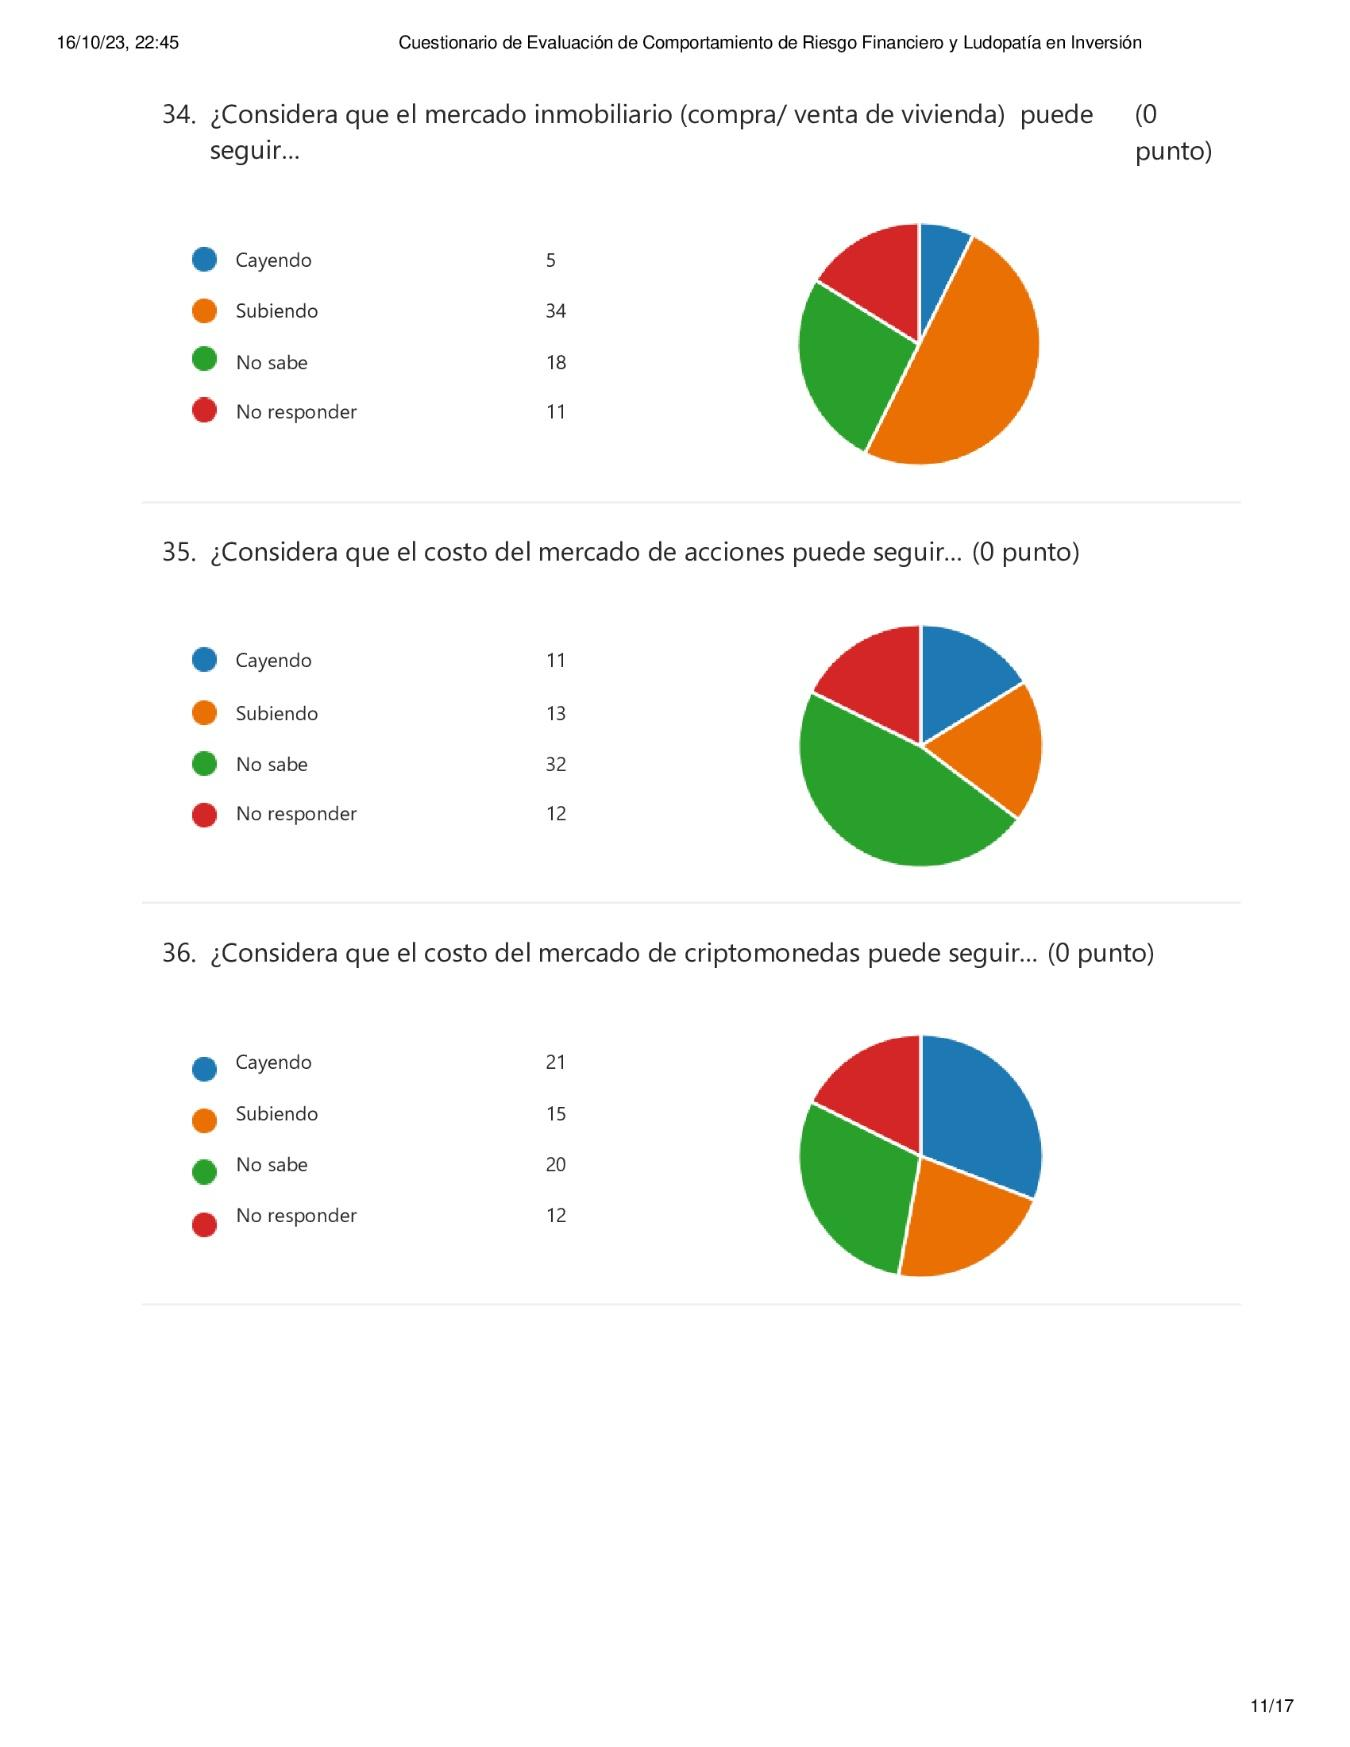 16/10/23, 22:45 Cuestionario de Evaluación de Comportamiento de Riesgo Financiero y Ludopatía en Inversión
34. ¿Considera que el mercado inmobiliario (compra/ venta de vivienda) puede (0
seguir... punto)
Cayendo 5
Subiendo 34
No sabe 18
No responder 11
35. ¿Considera que el costo del mercado de acciones puede seguir... (0 punto)
Cayendo 11
Subiendo 13
No sabe 32
No responder 12
36. ¿Considera que el costo del mercado de criptomonedas puede seguir... (0 punto)
Cayendo 21
Subiendo 15
No sabe 20
No responder 12
11/17